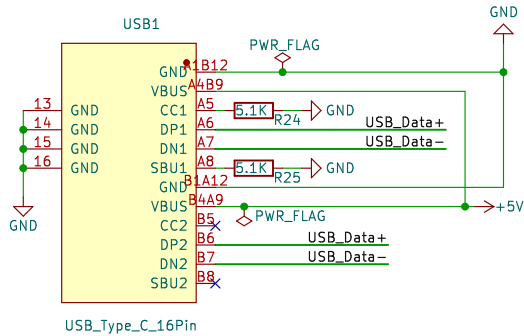 GND
USB1
PWR_FLAG
GND A1B12
VBUS A4B9
13 GND CC1 A5 5.1K R24 GND
14 GND DP1 A6 USB_Data+
15 GND DN1 A7 USB_Data-
16 GND SBU1 A8 5.1K R25 GND
GND B1A12
GND VBUS B4A9 PWR_FLAG +5V
CC2 B5
DP2 B6 USB_Data+
DN2 B7 USB_Data-
SBU2 B8
USB_Type_C_16Pin